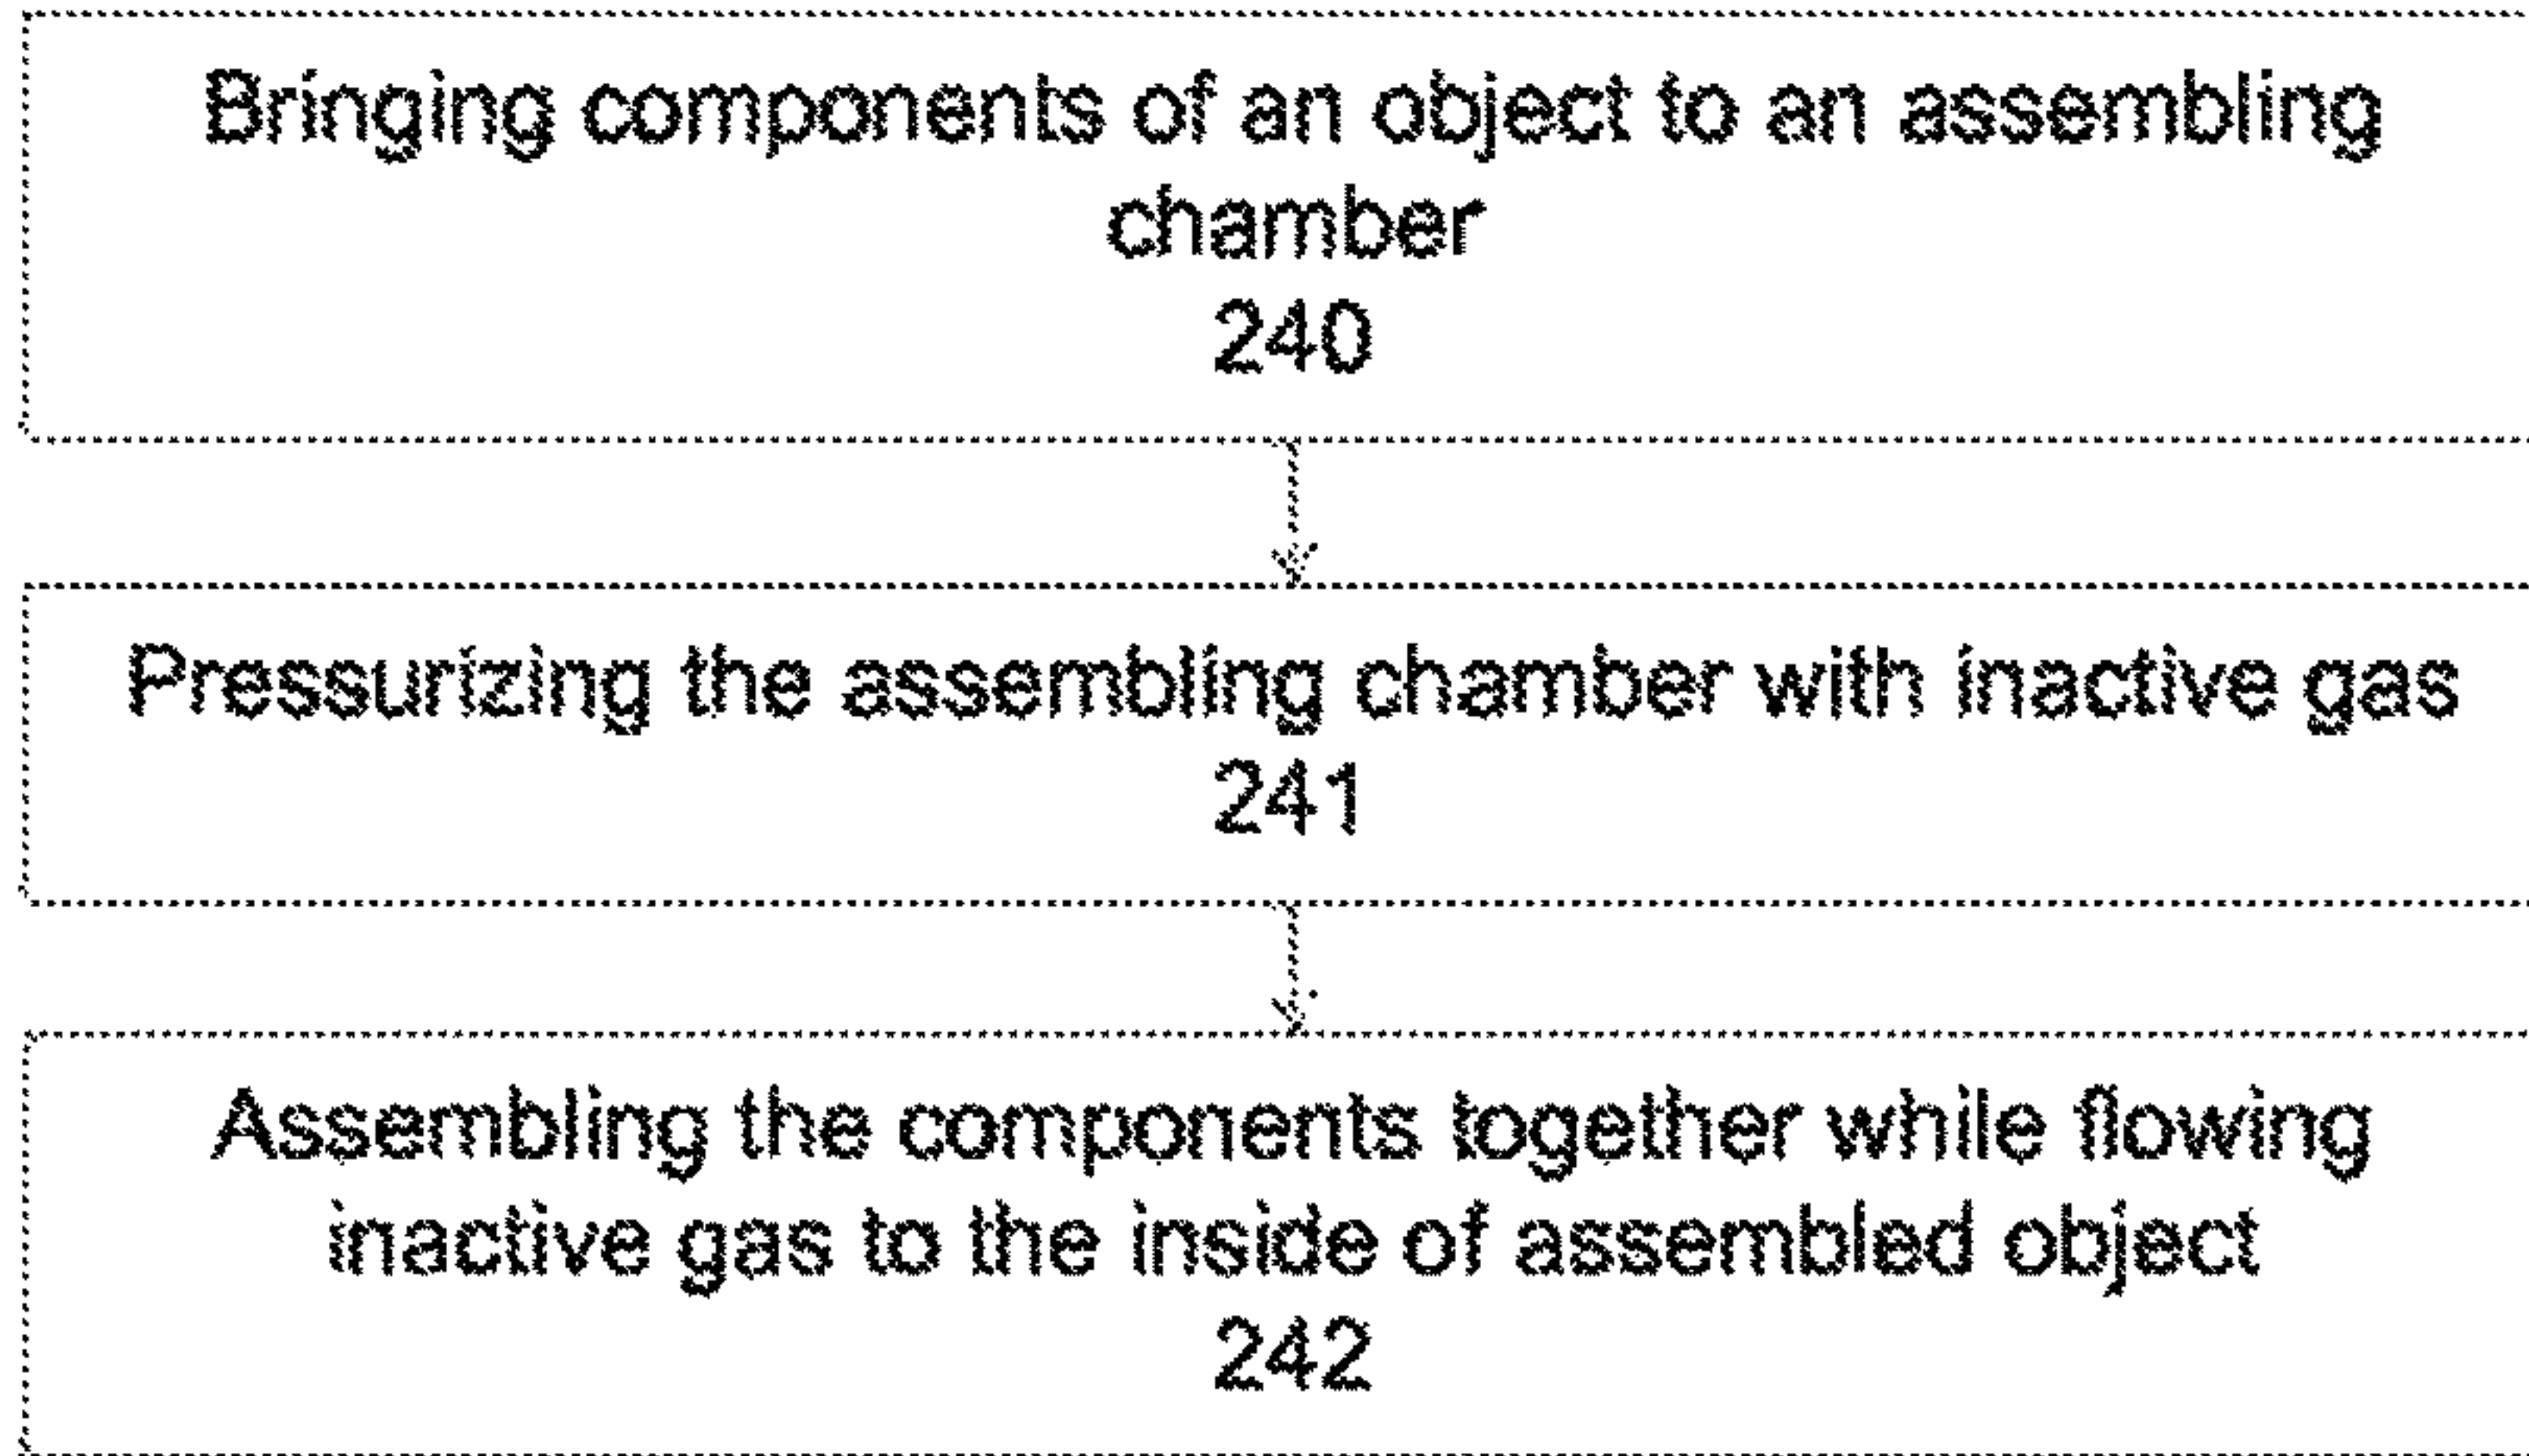 Bringing components of an object to an assembling
chamber
240
Pressurizing the assembling chamber with inactive gas
241
Assembling the components together while flowing
inactive gas to the inside of assembled object
242